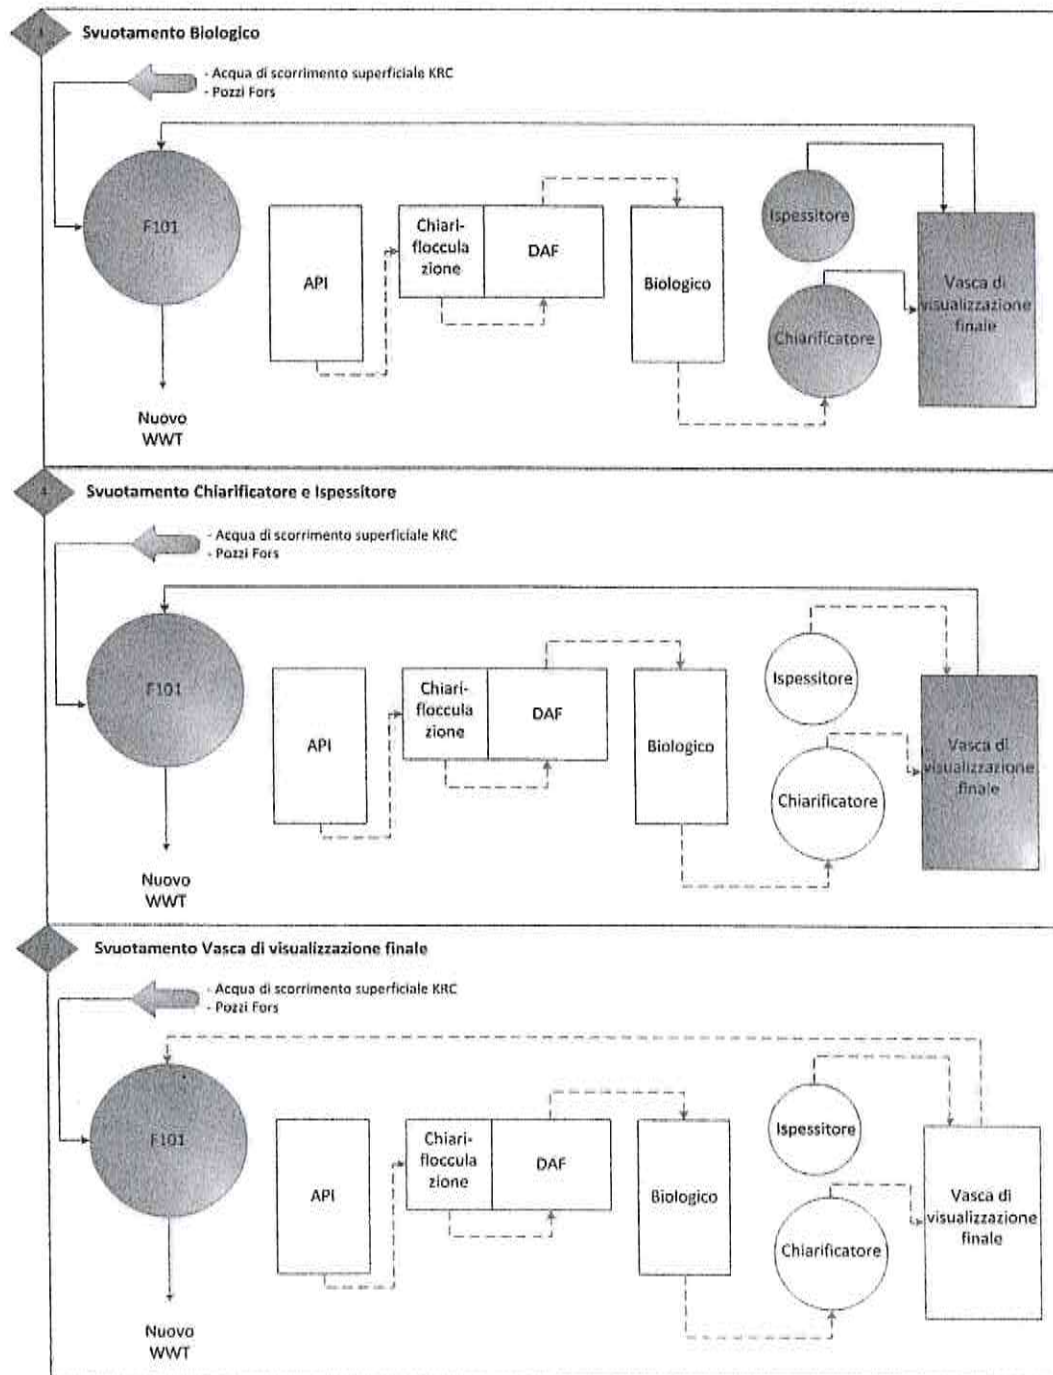 Svuotamento Biologico
- Acqua di scorrimento superficiale KRC
- Pozzi Fors
F101
API
Chiari-
floccula
zione
DAF
Biologico
Ispessitore
Chiarificatore
Vasca di
visualizzazione
finale
Nuovo
WWT
4
Svuotamento Chiarificatore e Ispessitore
- Acqua di scorrimento superficiale KRC
- Pozzi Fors
F101
API
Chiari-
floccula
zione
DAF
Biologico
Ispessitore
Chiarificatore
Vasca di
visualizzazione
finale
Nuovo
WWT
Svuotamento Vasca di visualizzazione finale
- Acqua di scorrimento superficiale KRC
- Pozzi Fors
F101
API
Chiari-
floccula
zione
DAF
Biologico
Ispessitore
Chiarificatore
Vasca di
visualizzazione
finale
Nuovo
WWT